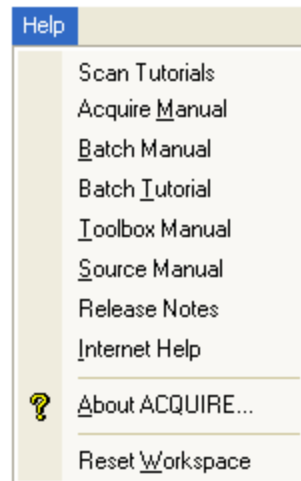 Help
Scan Tutorials
Acquire Manual
Batch Manual
Batch Tutorial
Toolbox Manual
Source Manual
Release Notes
Internet Help
About ACQUIRE...
Reset Workspace